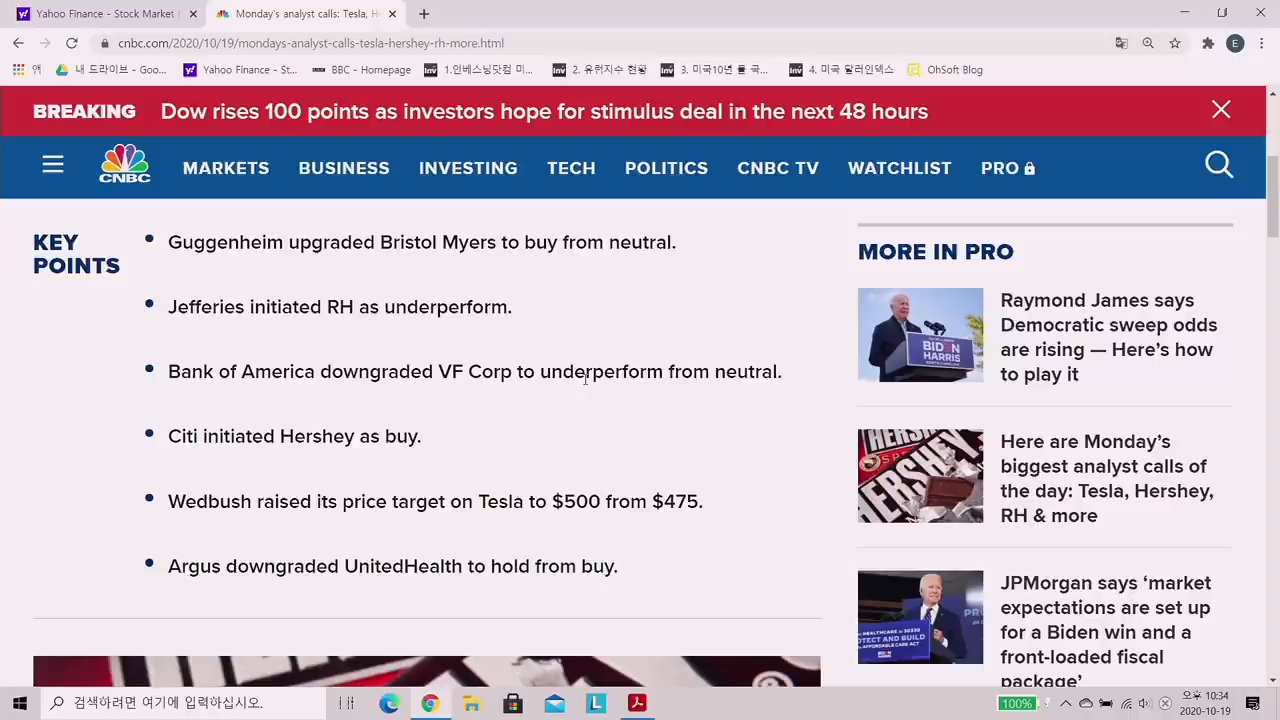 Yahoo Finance - Stock Market
Monday's analyst calls: Tesla, H
cnbc.com/2020/10/19/mondays-analyst-calls-tesla-hershey-rh-more.html
E
앱
내 드라이브 - Goo...
Yahoo Finance - St...
BBC - Homepage
1.인베스팅닷컴 미...
2. 유럽지수 현황
3. 미국10년 물 국...
4. 미국 달러인덱스
OhSoft Blog
BREAKING Dow rises 100 points as investors hope for stimulus deal in the next 48 hours
CNBC
MARKETS BUSINESS INVESTING TECH POLITICS CNBC TV WATCHLIST PRO
KEY
POINTS
Guggenheim upgraded Bristol Myers to buy from neutral.
Jefferies initiated RH as underperform.
Bank of America downgraded VF Corp to underperform from neutral.
Citi initiated Hershey as buy.
Wedbush raised its price target on Tesla to $500 from $475.
Argus downgraded UnitedHealth to hold from buy.
MORE IN PRO
BIDEN
HARRIS
Raymond James says
Democratic sweep odds
are rising — Here's how
to play it
HERSHEY
Here are Monday's
biggest analyst calls of
the day: Tesla, Hershey,
RH & more
JPMorgan says ‘market
expectations are set up
for a Biden win and a
front-loaded fiscal
package’
검색하려면 여기에 입력하십시오.
100%
오후 10:34
2020-10-19